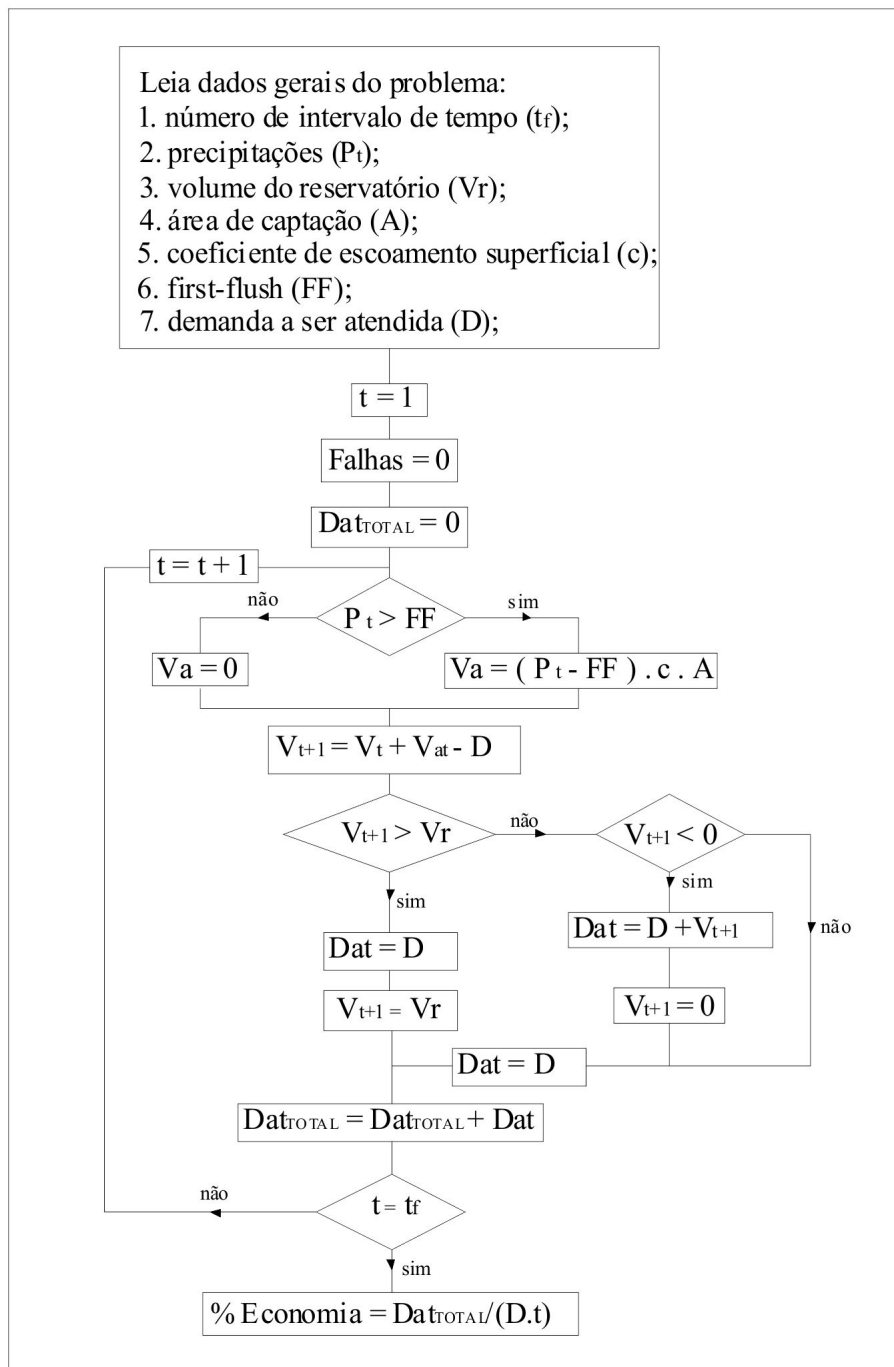 Leia dados gerais do problema:
1. número de intervalo de tempo (tf);
2. precipitações (Pt);
3. volume do reservatório (Vr);
4. área de captação (A);
5. coeficiente de escoamento superficial (c);
6. first-flush (FF);
7. demanda a ser atendida (D);
t = 1
Falhas = 0
DatTOTAL = 0
t = t + 1
não
P t > FF
sim
Va = 0
Va = ( P t - FF ) . c . A
Vt+1 = Vt + Vat - D
Vt+1 > Vr
não
Vt+1 < 0
sim
sim
não
Dat = D
Dat = D + Vt+1
Vt+1 = Vr
Vt+1 = 0
Dat = D
DatTOTAL = DatTOTAL + Dat
não
t = tf
sim
% Economia = DatTOTAL/(D.t)